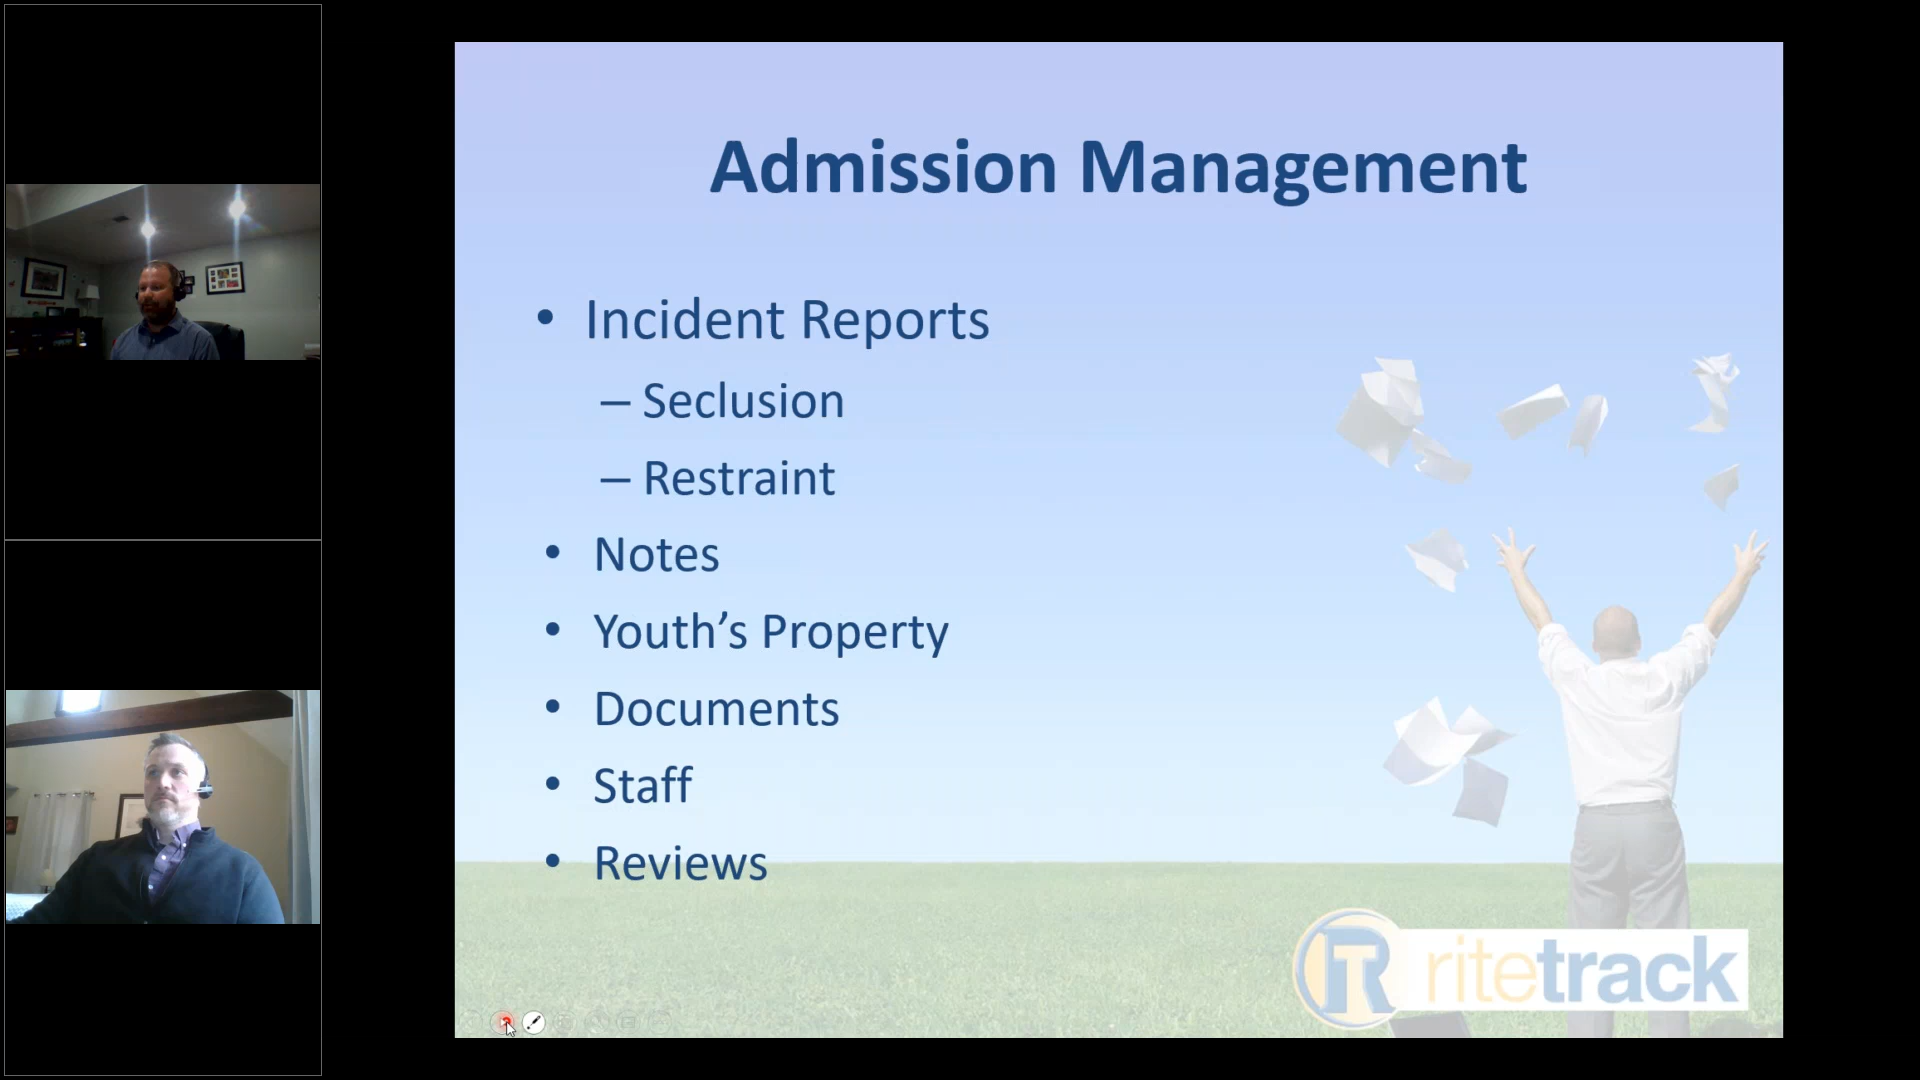 Admission Management
• Incident Reports
– Seclusion
– Restraint
• Notes
• Youth’s Property
• Documents
• Staff
• Reviews
ritetrack